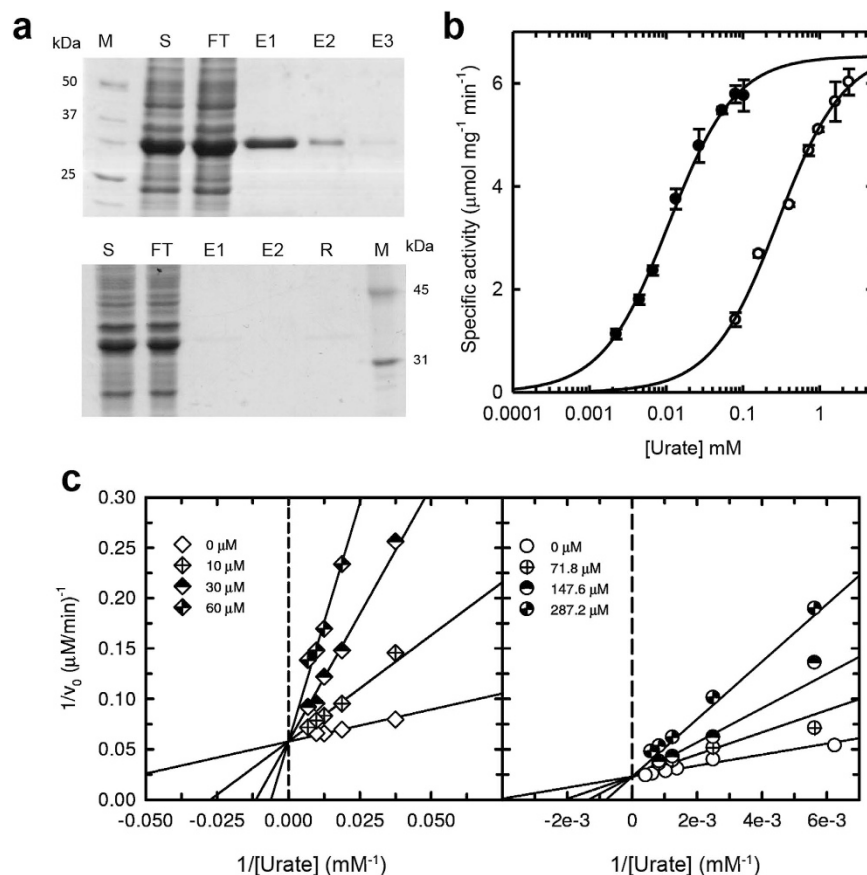 a
kDa M S FT E1 E2 E3
50
37
25
S FT E1 E2 R M kDa
45
31
b
Specific activity (μmol mg⁻¹ min⁻¹)
6
4
2
0
0.0001 0.001 0.01 0.1 1
[Urate] mM
c
1/v₀ (μM/min)⁻¹
0.30
0.25
0.20
0.15
0.10
0.05
0.00
0 μM
10 μM
30 μM
60 μM
-0.050 -0.025 0.000 0.025 0.050
1/[Urate] (mM⁻¹)
0 μM
71.8 μM
147.6 μM
287.2 μM
-2e-3 0 2e-3 4e-3 6e-3
1/[Urate] (mM⁻¹)